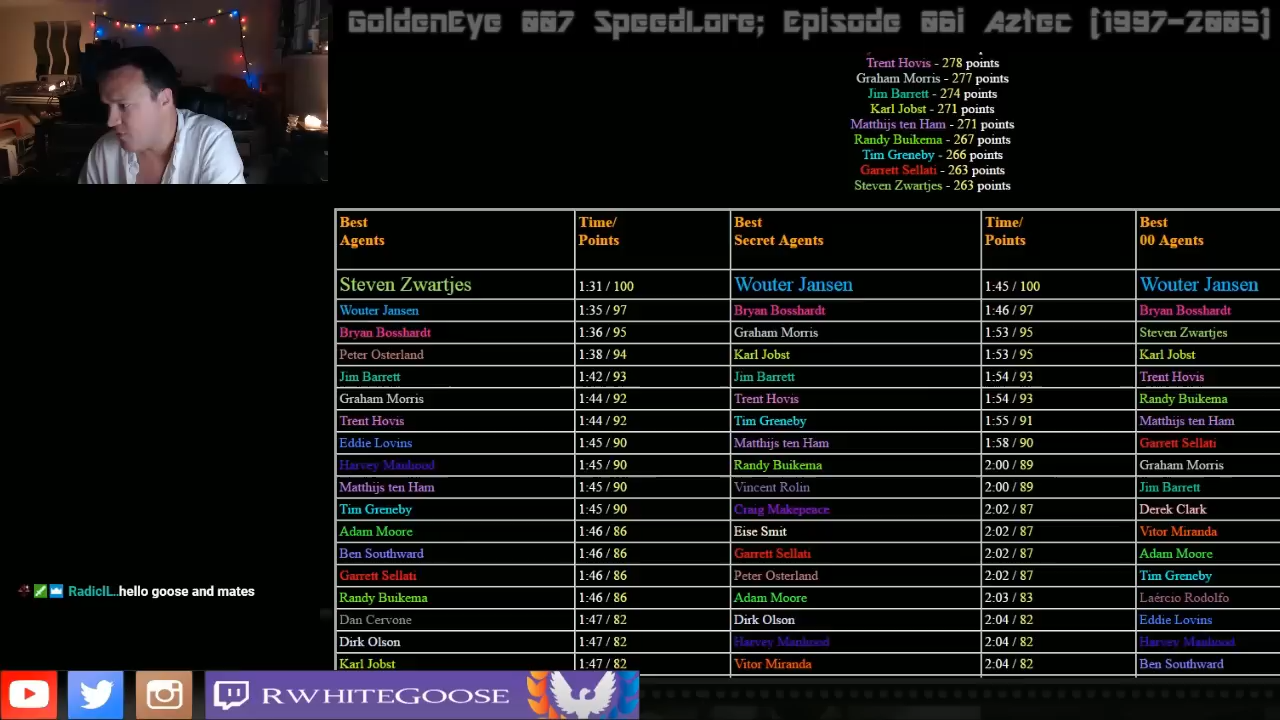 GoldenEye 007 SpeedLore; Episode 06i Aztec [1997-2005]
Trent Hovis - 278 points
Graham Morris - 277 points
Jim Barrett - 274 points
Karl Jobst - 271 points
Matthijs ten Ham - 271 points
Randy Buikema - 267 points
Tim Greneby - 266 points
Garrett Sellati - 263 points
Steven Zwartjes - 263 points
Best Agents Time/ Points Best Secret Agents Time/ Points Best 00 Agents
Steven Zwartjes 1:31 / 100 Wouter Jansen 1:45 / 100 Wouter Jansen
Wouter Jansen 1:35 / 97 Bryan Bosshardt 1:46 / 97 Bryan Bosshardt
Bryan Bosshardt 1:36 / 95 Graham Morris 1:53 / 95 Steven Zwartjes
Peter Osterland 1:38 / 94 Karl Jobst 1:53 / 95 Karl Jobst
Jim Barrett 1:42 / 93 Jim Barrett 1:54 / 93 Trent Hovis
Graham Morris 1:44 / 92 Trent Hovis 1:54 / 93 Randy Buikema
Trent Hovis 1:44 / 92 Tim Greneby 1:55 / 91 Matthijs ten Ham
Eddie Lovins 1:45 / 90 Matthijs ten Ham 1:58 / 90 Garrett Sellati
Harvey Manhood 1:45 / 90 Randy Buikema 2:00 / 89 Graham Morris
Matthijs ten Ham 1:45 / 90 Vincent Rolin 2:00 / 89 Jim Barrett
Tim Greneby 1:45 / 90 Craig Makepeace 2:02 / 87 Derek Clark
Adam Moore 1:46 / 86 Eise Smit 2:02 / 87 Vitor Miranda
Ben Southward 1:46 / 86 Garrett Sellati 2:02 / 87 Adam Moore
Garrett Sellati 1:46 / 86 Peter Osterland 2:02 / 87 Tim Greneby
Randy Buikema 1:46 / 86 Adam Moore 2:03 / 83 Laércio Rodolfo
Dan Cervone 1:47 / 82 Dirk Olson 2:04 / 82 Eddie Lovins
Dirk Olson 1:47 / 82 Harvey Manhood 2:04 / 82 Harvey Manhood
Karl Jobst 1:47 / 82 Vitor Miranda 2:04 / 82 Ben Southward
RadiclL..hello goose and mates
RWHITEGOOSE